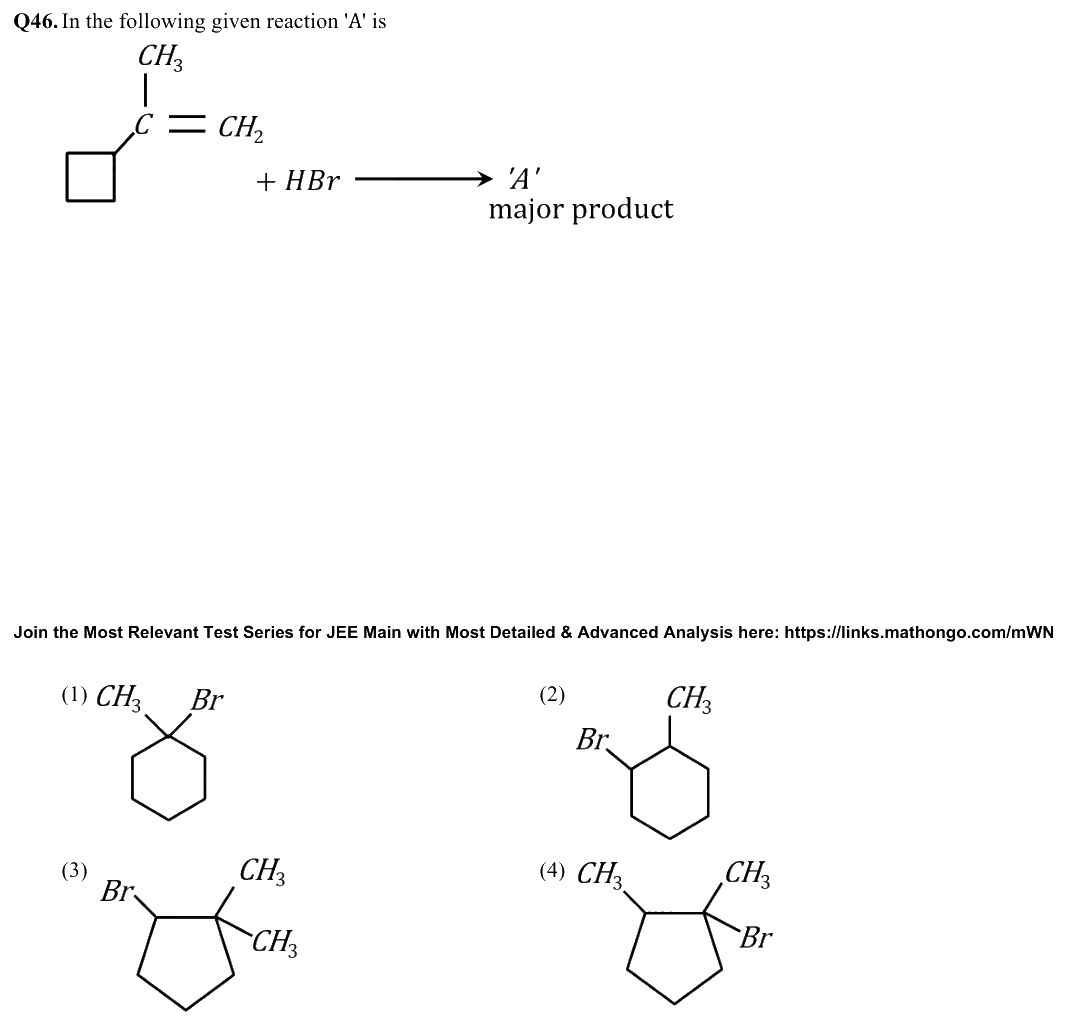 Q46. In the following given reaction 'A' is
CH₃
C = CH₂
+ HBr → 'A'
major product
Join the Most Relevant Test Series for JEE Main with Most Detailed & Advanced Analysis here: https://links.mathongo.com/mWN
(1) CH₃ Br
(2) CH₃
Br
(3) CH₃
Br
CH₃
(4) CH₃ CH₃
Br